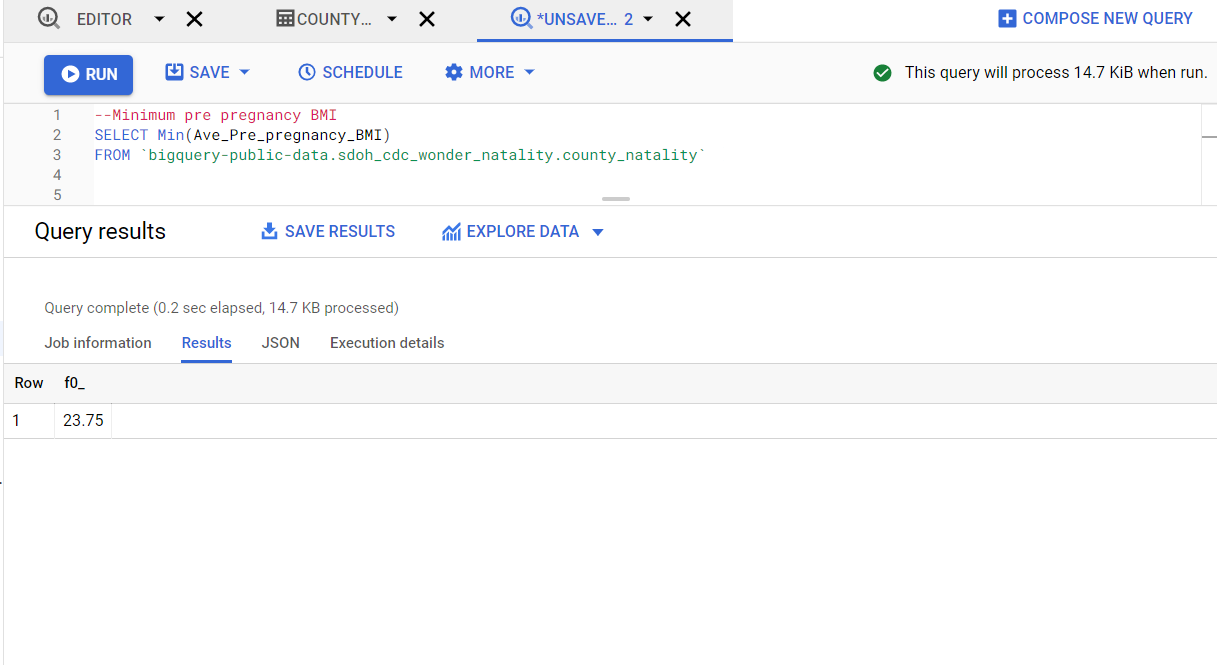 EDITOR COUNTY... *UNSAVE... 2 COMPOSE NEW QUERY
RUN SAVE SCHEDULE MORE This query will process 14.7 KiB when run.
1 --Minimum pre pregnancy BMI
2 SELECT Min(Ave_Pre_pregnancy_BMI)
3 FROM `bigquery-public-data.sdoh_cdc_wonder_natality.county_natality`
4
5
Query results SAVE RESULTS EXPLORE DATA
Query complete (0.2 sec elapsed, 14.7 KB processed)
Job information Results JSON Execution details
Row f0_
1 23.75